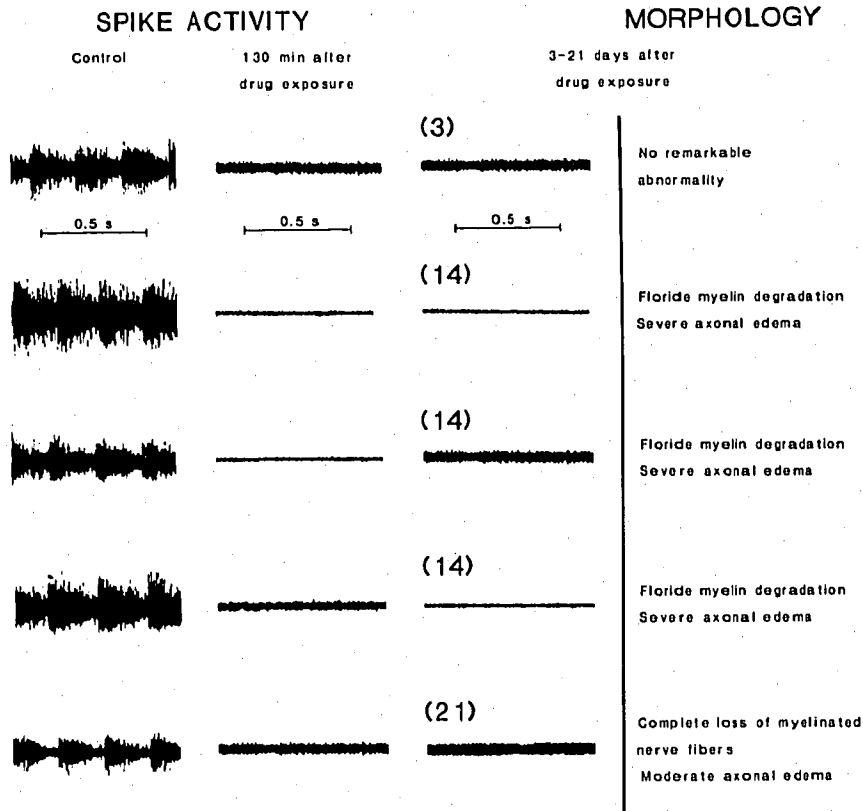 SPIKE ACTIVITY
MORPHOLOGY
Control
130 min after
drug exposure
3-21 days after
drug exposure
(3)
No remarkable
abnormality
0.5 s
0.5 s
0.5 s
(14)
Floride myelin degradation
Severe axonal edema
(14)
Floride myelin degradation
Severe axonal edema
(14)
Floride myelin degradation
Severe axonal edema
(21)
Complete loss of myelinated
nerve fibers
Moderate axonal edema